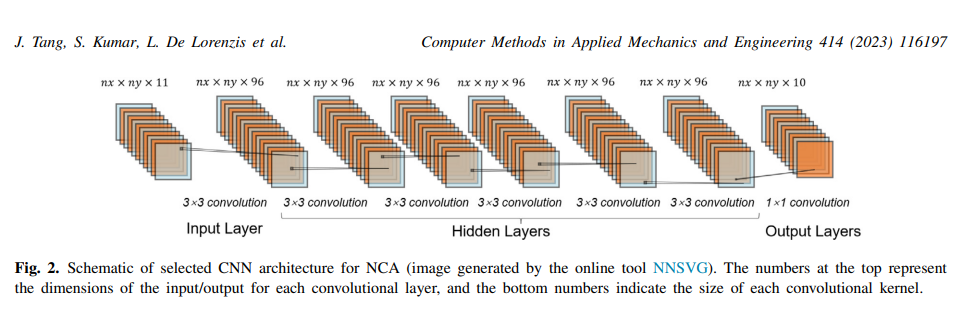 J. Tang, S. Kumar, L. De Lorenzis et al.
Computer Methods in Applied Mechanics and Engineering 414 (2023) 116197
nx × ny × 11
nx × ny × 96
nx × ny × 96
nx × ny × 96
nx × ny × 96
nx × ny × 96
nx × ny × 96
nx × ny × 10
3×3 convolution
3×3 convolution
3×3 convolution
3×3 convolution
3×3 convolution
3×3 convolution
1×1 convolution
Input Layer
Hidden Layers
Output Layers
Fig. 2. Schematic of selected CNN architecture for NCA (image generated by the online tool NNSVG). The numbers at the top represent
the dimensions of the input/output for each convolutional layer, and the bottom numbers indicate the size of each convolutional kernel.